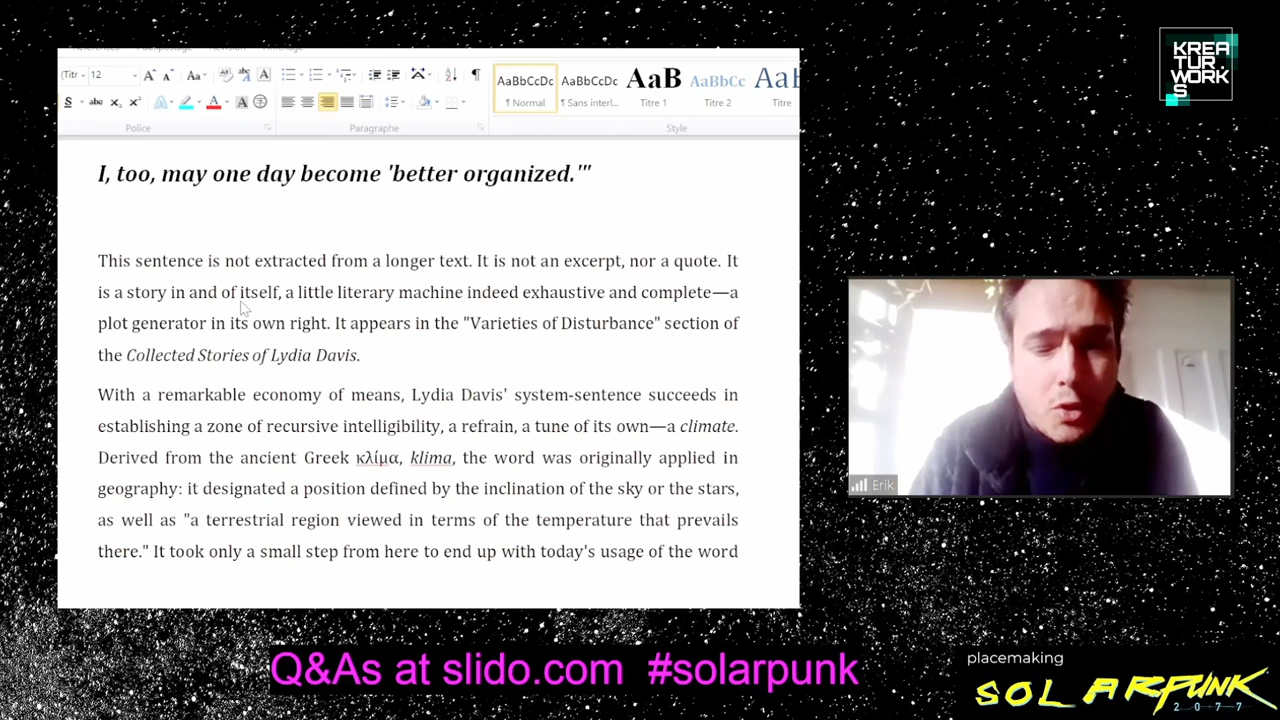 (Titr
12
Aa
AaBbCcDc
AaBbCcDc
AaB
AaBbCc
AaB
¶ Normal
¶ Sans interl...
Titre 1
Titre 2
Titre
Police
Paragraphe
Style
I, too, may one day become 'better organized.'"
This sentence is not extracted from a longer text. It is not an excerpt, nor a quote. It
is a story in and of itself, a little literary machine indeed exhaustive and complete—a
plot generator in its own right. It appears in the "Varieties of Disturbance" section of
the Collected Stories of Lydia Davis.
With a remarkable economy of means, Lydia Davis' system-sentence succeeds in
establishing a zone of recursive intelligibility, a refrain, a tune of its own—a climate.
Derived from the ancient Greek κλίμα, klima, the word was originally applied in
geography: it designated a position defined by the inclination of the sky or the stars,
as well as "a terrestrial region viewed in terms of the temperature that prevails
there." It took only a small step from here to end up with today's usage of the word
KREA
TUR.
WORK
S
Erik
Q&As at slido.com #solarpunk
placemaking
SOLARPUNK
2077